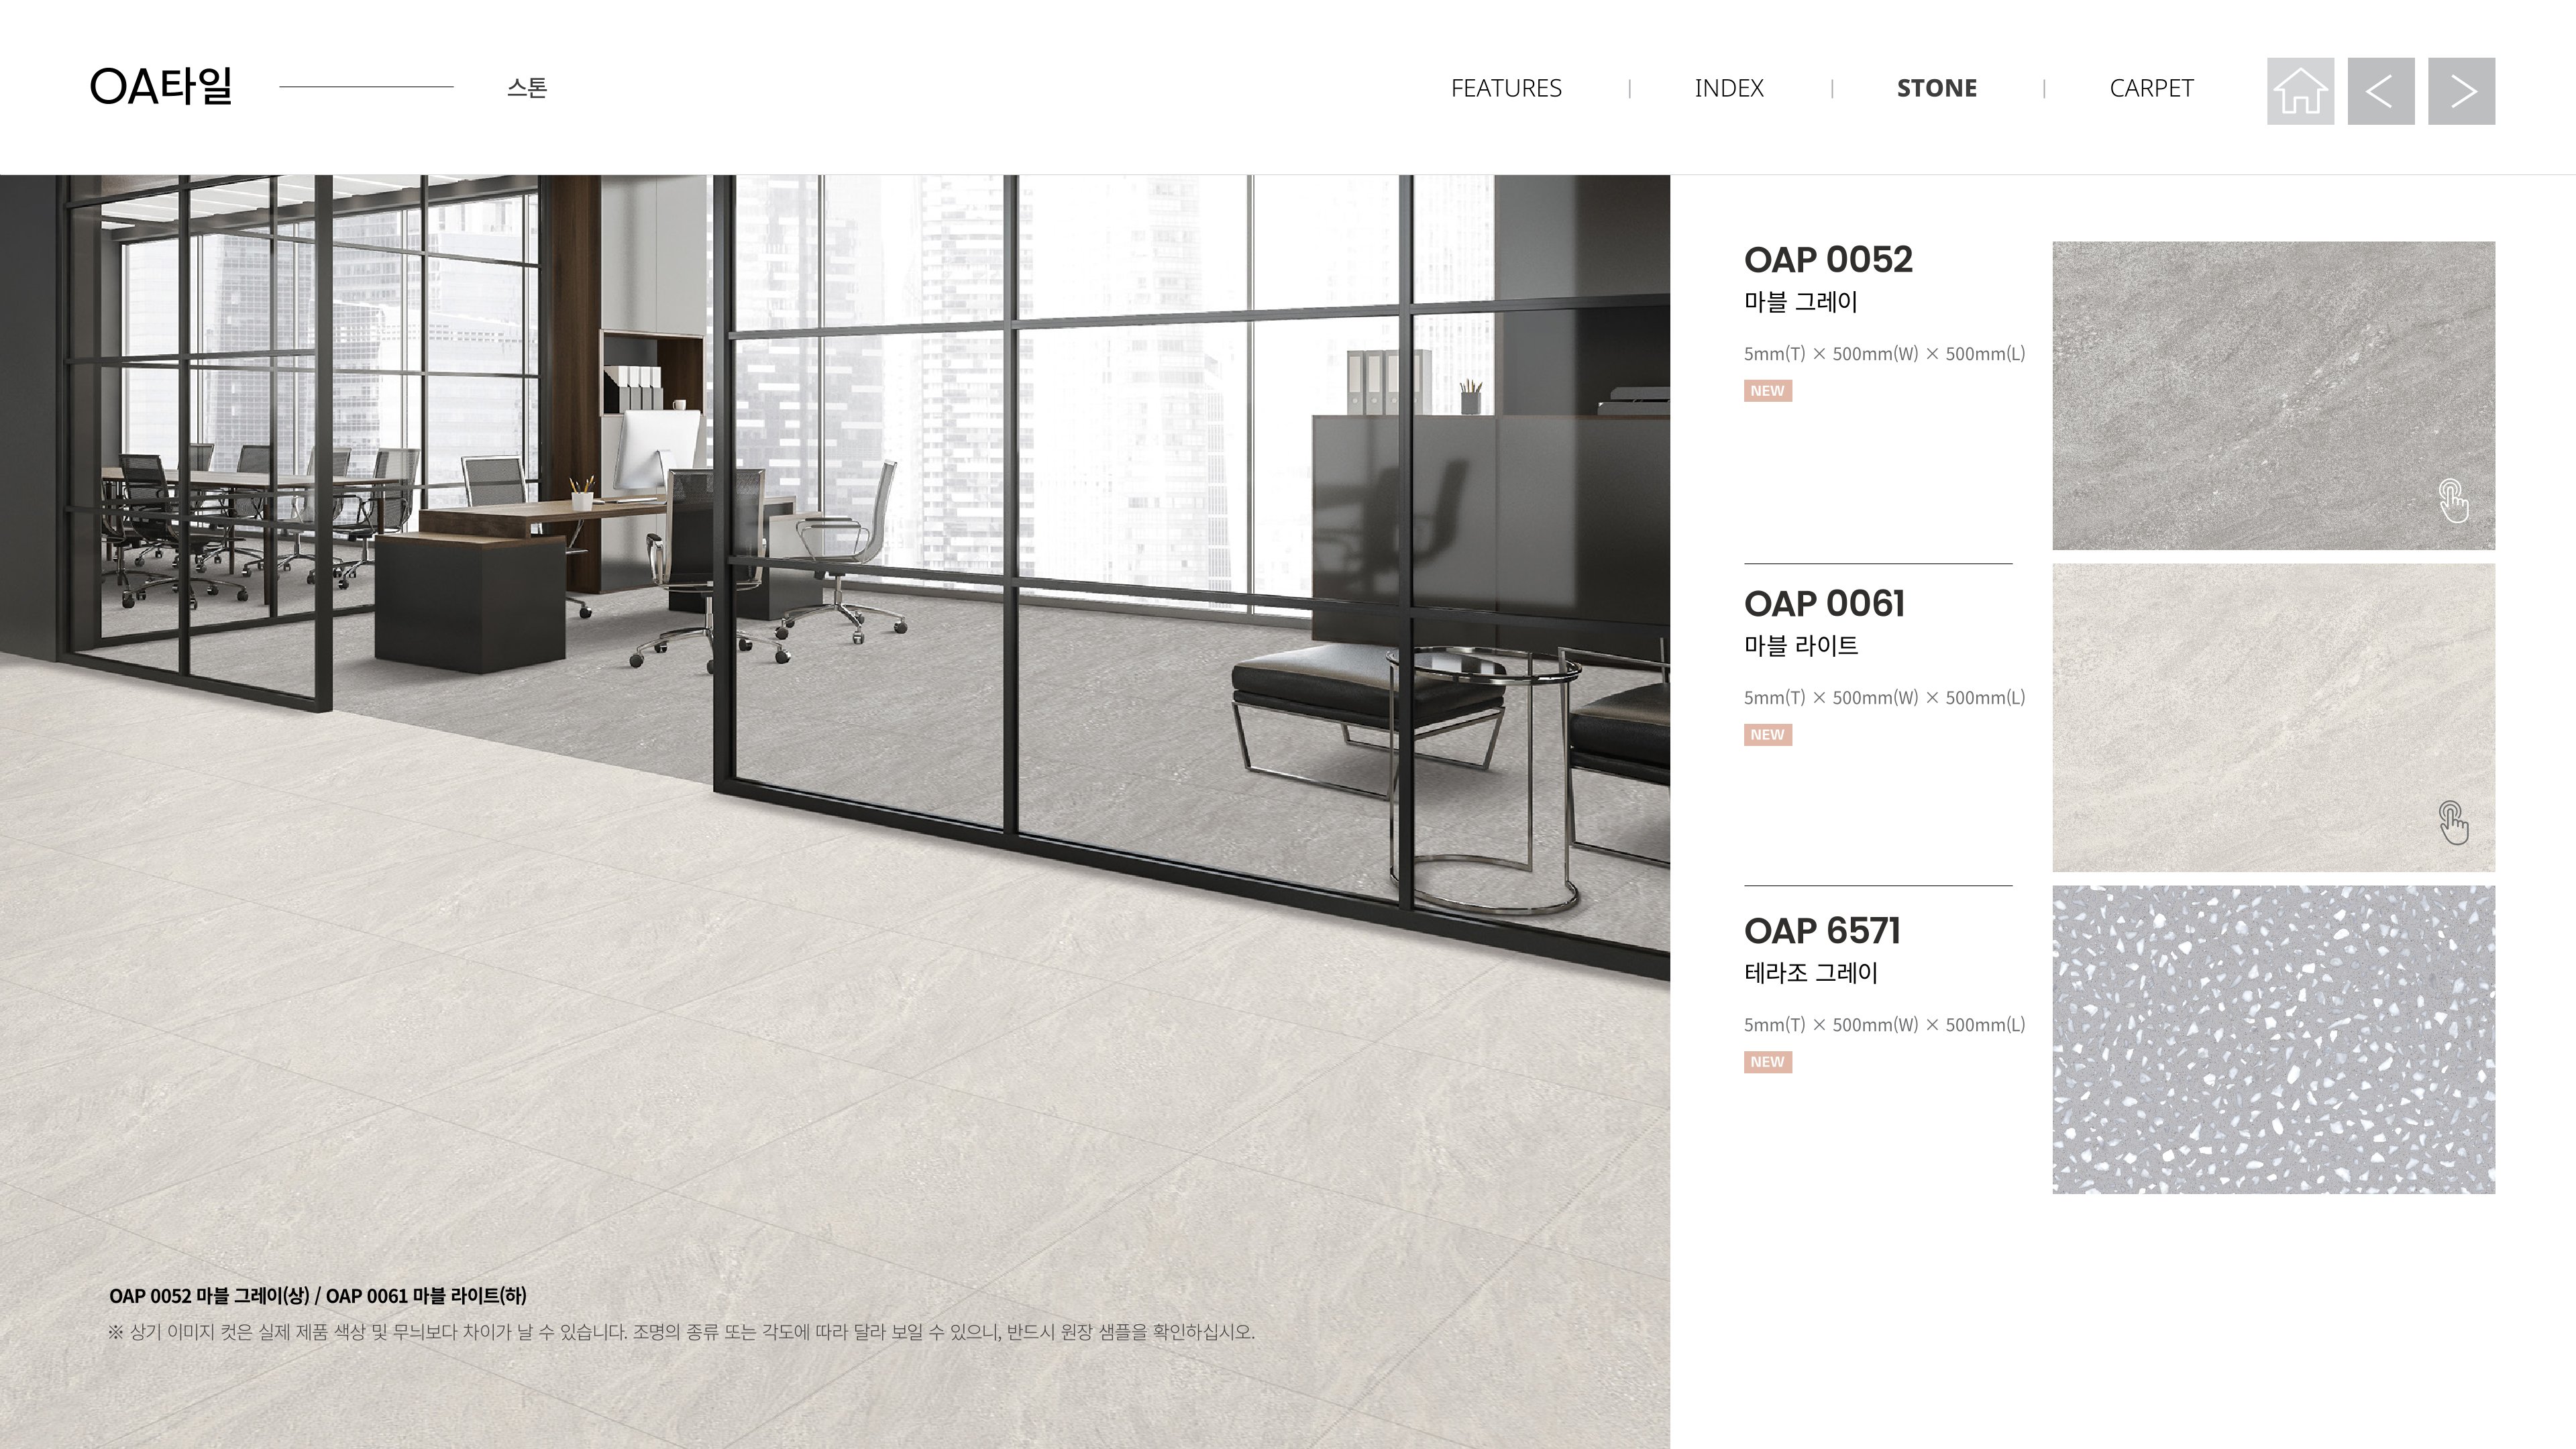 OA타일
스톤
FEATURES | INDEX | STONE | CARPET
OAP 0052
마블 그레이
5mm(T) × 500mm(W) × 500mm(L)
NEW
OAP 0061
마블 라이트
5mm(T) × 500mm(W) × 500mm(L)
NEW
OAP 6571
테라조 그레이
5mm(T) × 500mm(W) × 500mm(L)
NEW
OAP 0052 마블 그레이(상) / OAP 0061 마블 라이트(하)
※ 상기 이미지 컷은 실제 제품 색상 및 무늬보다 차이가 날 수 있습니다. 조명의 종류 또는 각도에 따라 달라 보일 수 있으니, 반드시 원장 샘플을 확인하십시오.